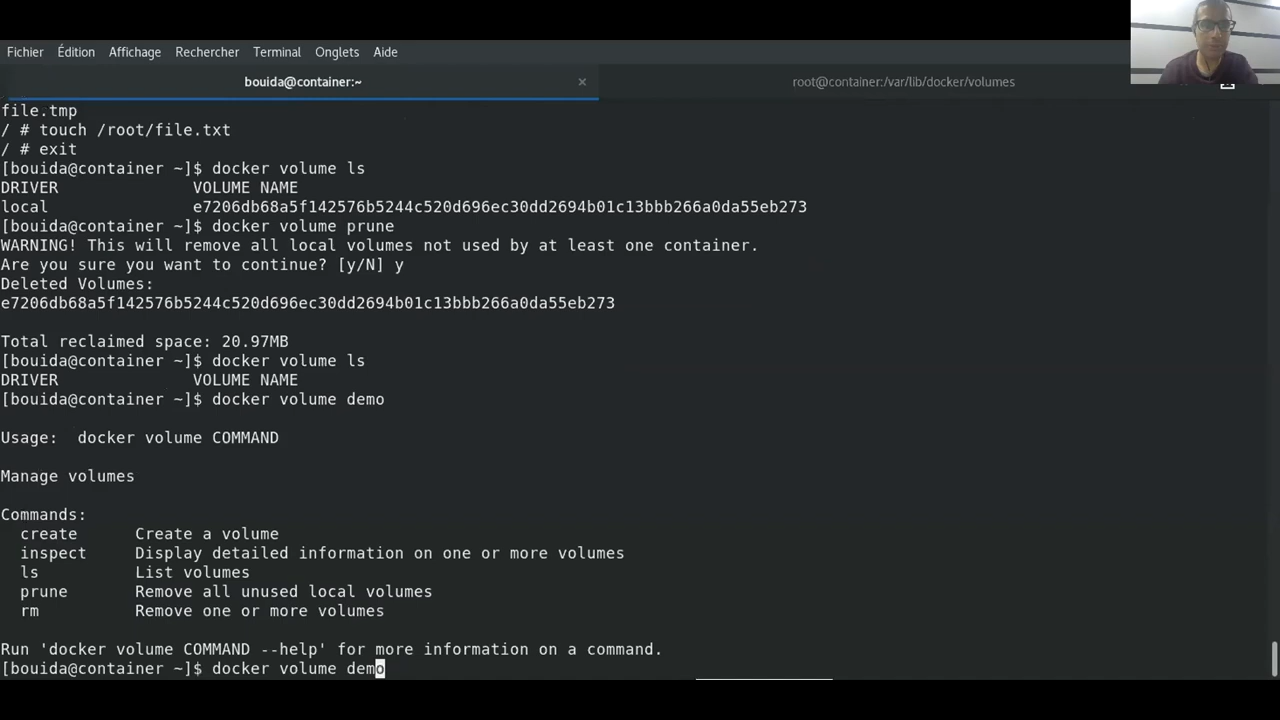 Fichier Édition Affichage Rechercher Terminal Onglets Aide
bouida@container:~ × root@container:/var/lib/docker/volumes
file.tmp
/ # touch /root/file.txt
/ # exit
[bouida@container ~]$ docker volume ls
DRIVER VOLUME NAME
local e7206db68a5f142576b5244c520d696ec30dd2694b01c13bbb266a0da55eb273
[bouida@container ~]$ docker volume prune
WARNING! This will remove all local volumes not used by at least one container.
Are you sure you want to continue? [y/N] y
Deleted Volumes:
e7206db68a5f142576b5244c520d696ec30dd2694b01c13bbb266a0da55eb273
Total reclaimed space: 20.97MB
[bouida@container ~]$ docker volume ls
DRIVER VOLUME NAME
[bouida@container ~]$ docker volume demo
Usage: docker volume COMMAND
Manage volumes
Commands:
create Create a volume
inspect Display detailed information on one or more volumes
ls List volumes
prune Remove all unused local volumes
rm Remove one or more volumes
Run 'docker volume COMMAND --help' for more information on a command.
[bouida@container ~]$ docker volume demo